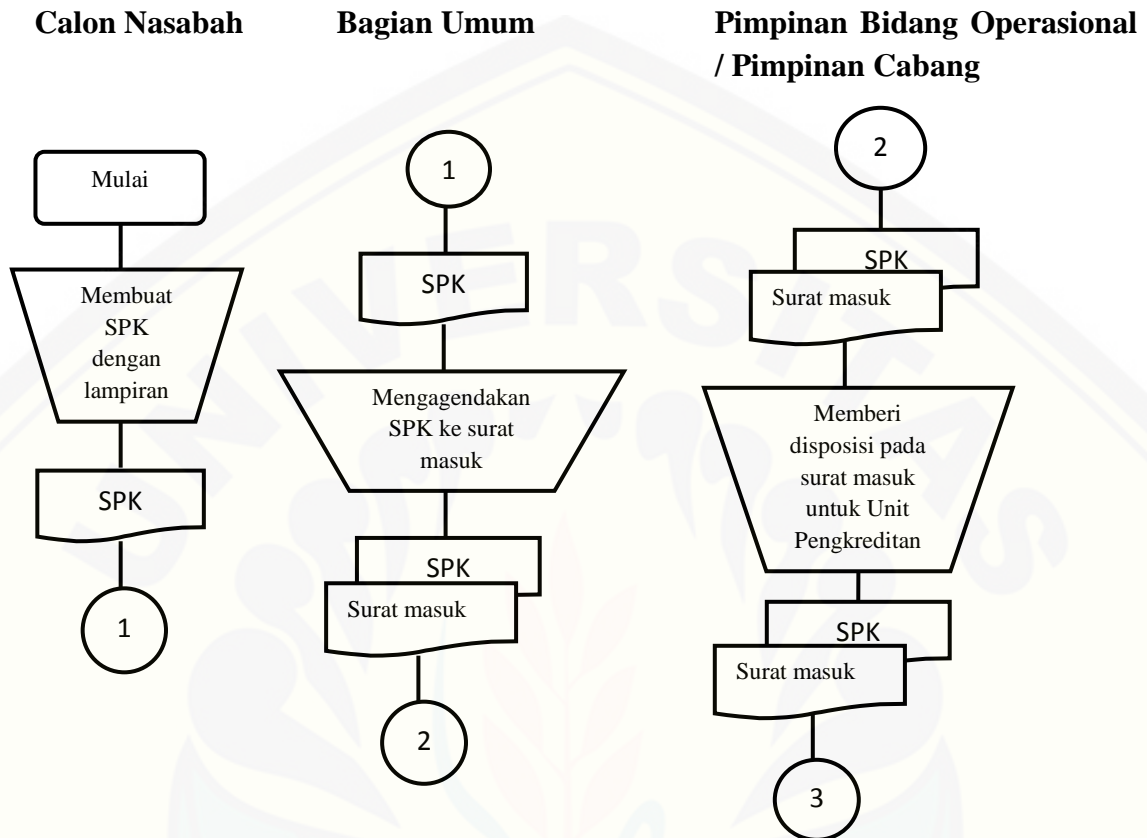 Calon Nasabah
Bagian Umum
Pimpinan Bidang Operasional
/ Pimpinan Cabang
Mulai
Membuat
SPK
dengan
lampiran
SPK
1
1
SPK
Mengagendakan
SPK ke surat
masuk
SPK
Surat masuk
2
2
SPK
Surat masuk
Memberi
disposisi pada
surat masuk
untuk Unit
Pengkreditan
SPK
Surat masuk
3
UNIVERSITAS